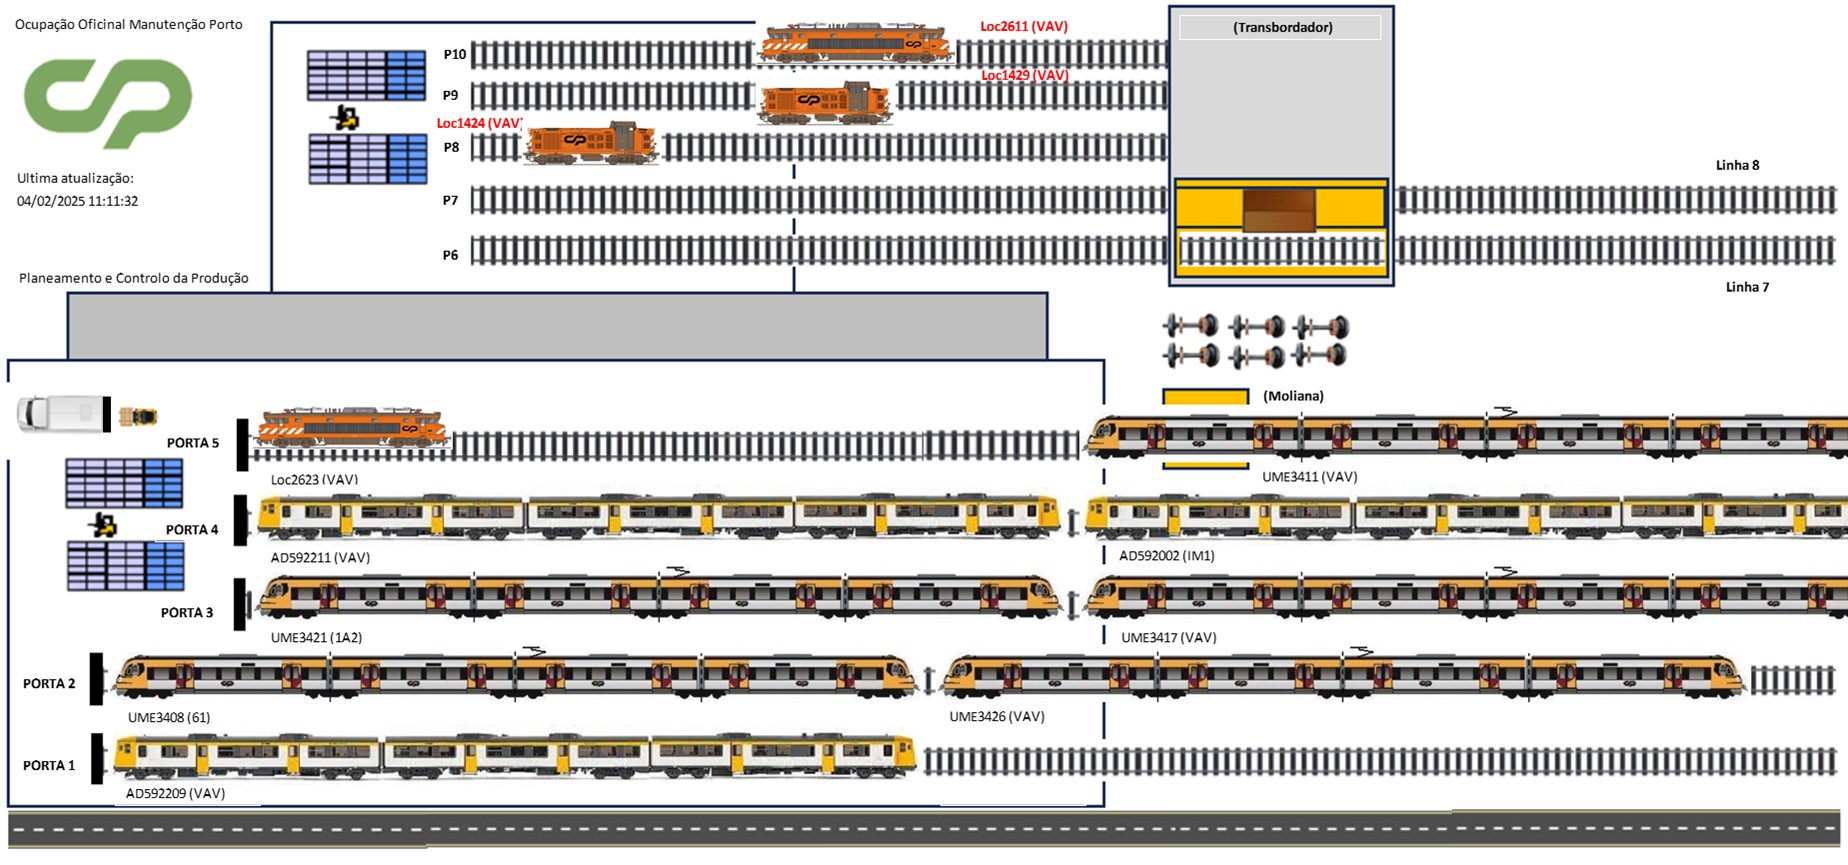 Ocupação Oficinal Manutenção Porto
CP
Ultima atualização:
04/02/2025 11:11:32
Planeamento e Controlo da Produção
P10
Loc2611 (VAV)
(Transbordador)
P9
Loc1429 (VAV)
Loc1424 (VAV)
P8
P7
Linha 8
P6
Linha 7
(Moliana)
PORTA 5
Loc2623 (VAV)
UME3411 (VAV)
PORTA 4
AD592211 (VAV)
AD592002 (IM1)
PORTA 3
UME3421 (1A2)
UME3417 (VAV)
PORTA 2
UME3408 (61)
UME3426 (VAV)
PORTA 1
AD592209 (VAV)